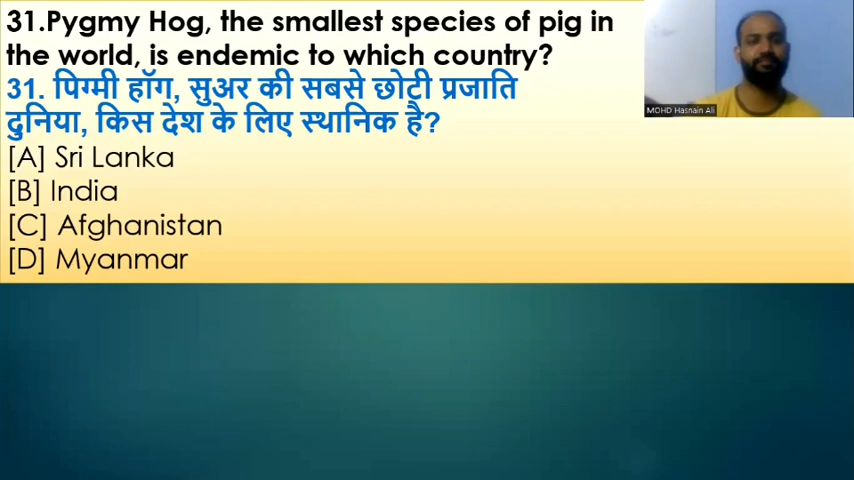 31.Pygmy Hog, the smallest species of pig in
the world, is endemic to which country?
31. पिग्मी हॉग, सुअर की सबसे छोटी प्रजाति
दुनिया, किस देश के लिए स्थानिक है?
[A] Sri Lanka
[B] India
[C] Afghanistan
[D] Myanmar
MOHD Hasnain Ali